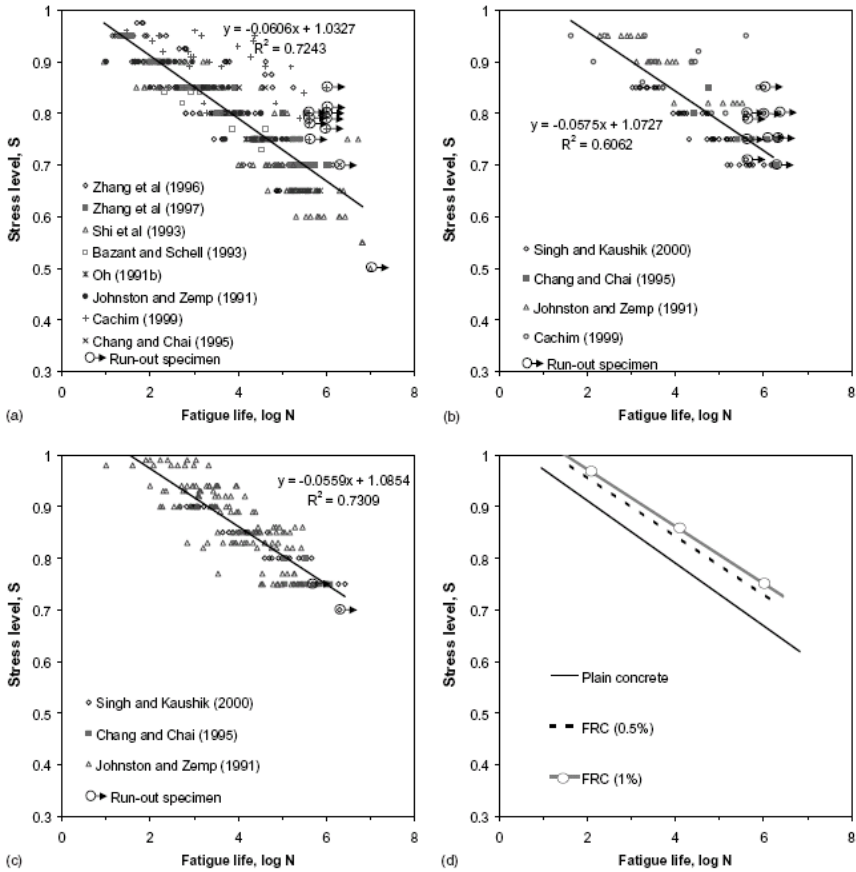 y = -0.0606x + 1.0327
R² = 0.7243
Stress level, S
1
0.9
0.8
0.7
0.6
0.5
0.4
0.3
Zhang et al (1996)
Zhang et al (1997)
Shi et al (1993)
Bazant and Schell (1993)
Oh (1991b)
Johnston and Zemp (1991)
Cachim (1999)
Chang and Chai (1995)
Run-out specimen
0 2 4 6 8
(a)
Fatigue life, log N
Stress level, S
1
0.9
0.8
0.7
0.6
0.5
0.4
0.3
y = -0.0575x + 1.0727
R² = 0.6062
Singh and Kaushik (2000)
Chang and Chai (1995)
Johnston and Zemp (1991)
Cachim (1999)
Run-out specimen
0 2 4 6 8
(b)
Fatigue life, log N
Stress level, S
1
0.9
0.8
0.7
0.6
0.5
0.4
0.3
y = -0.0559x + 1.0854
R² = 0.7309
Singh and Kaushik (2000)
Chang and Chai (1995)
Johnston and Zemp (1991)
Run-out specimen
0 2 4 6 8
(c)
Fatigue life, log N
Stress level, S
1
0.9
0.8
0.7
0.6
0.5
0.4
0.3
Plain concrete
FRC (0.5%)
FRC (1%)
0 2 4 6 8
(d)
Fatigue life, log N